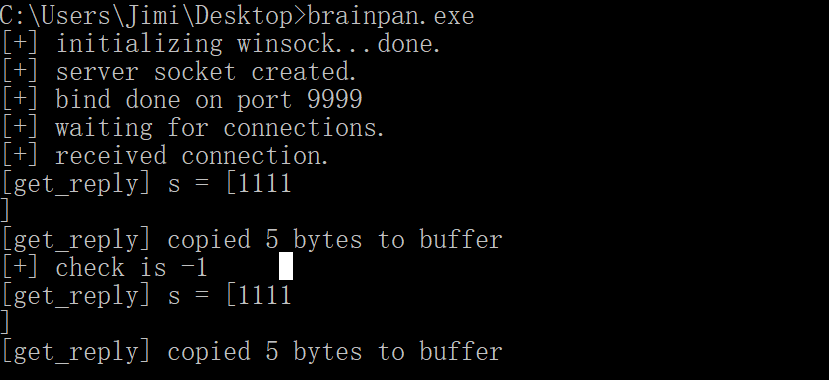 C:\Users\Jimi\Desktop>brainpan.exe
[+] initializing winsock...done.
[+] server socket created.
[+] bind done on port 9999
[+] waiting for connections.
[+] received connection.
[get_reply] s = [1111
]
[get_reply] copied 5 bytes to buffer
[+] check is -1
[get_reply] s = [1111
]
[get_reply] copied 5 bytes to buffer